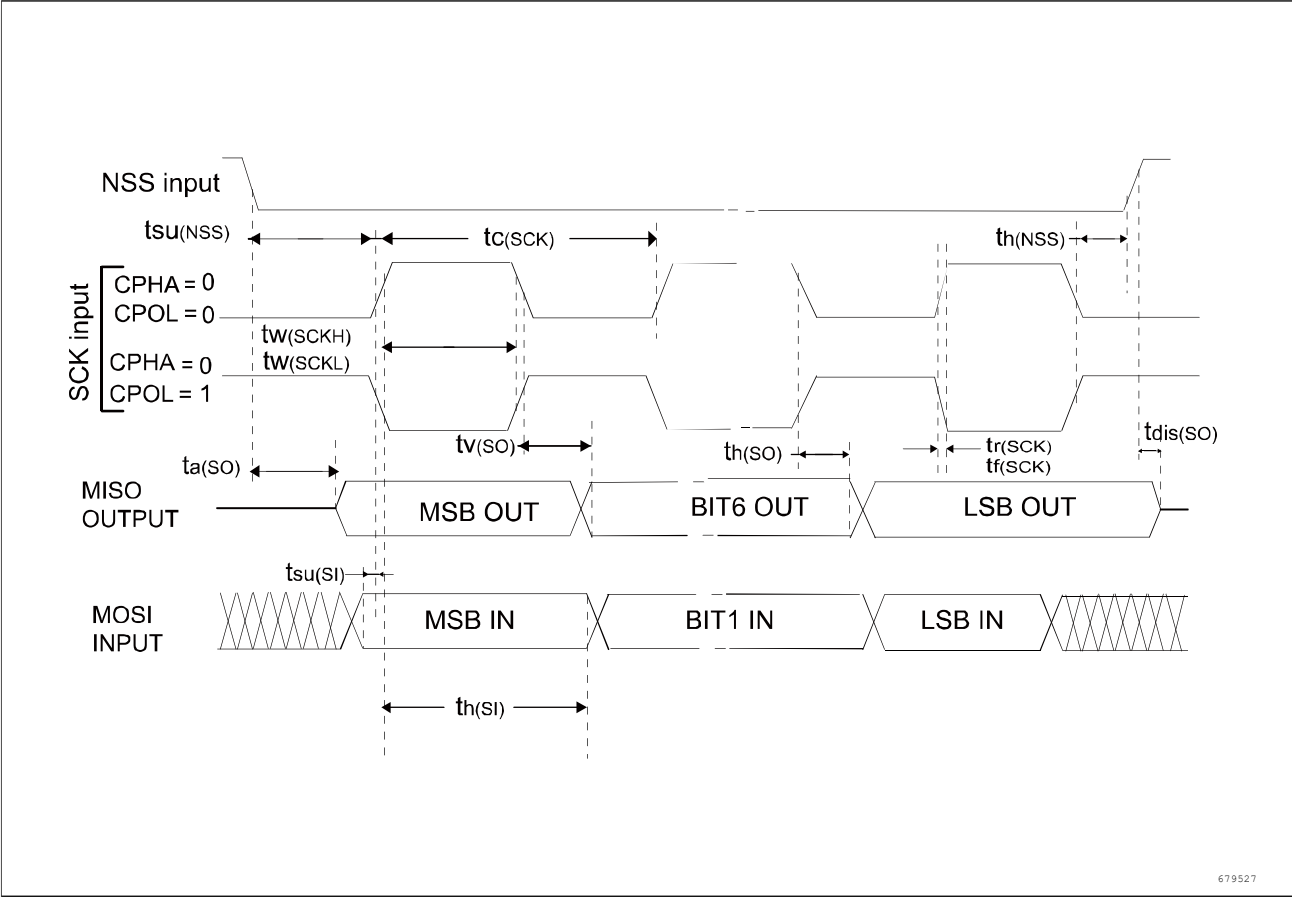 NSS input
tsu(NSS)
tc(SCK)
th(NSS)
SCK input
CPHA = 0
CPOL = 0
tw(SCKH)
tw(SCKL)
CPHA = 0
CPOL = 1
tv(SO)
th(SO)
tr(SCK)
tf(SCK)
tdis(SO)
ta(SO)
MISO
OUTPUT
MSB OUT
BIT6 OUT
LSB OUT
tsu(SI)
MOSI
INPUT
MSB IN
BIT1 IN
LSB IN
th(SI)
679527